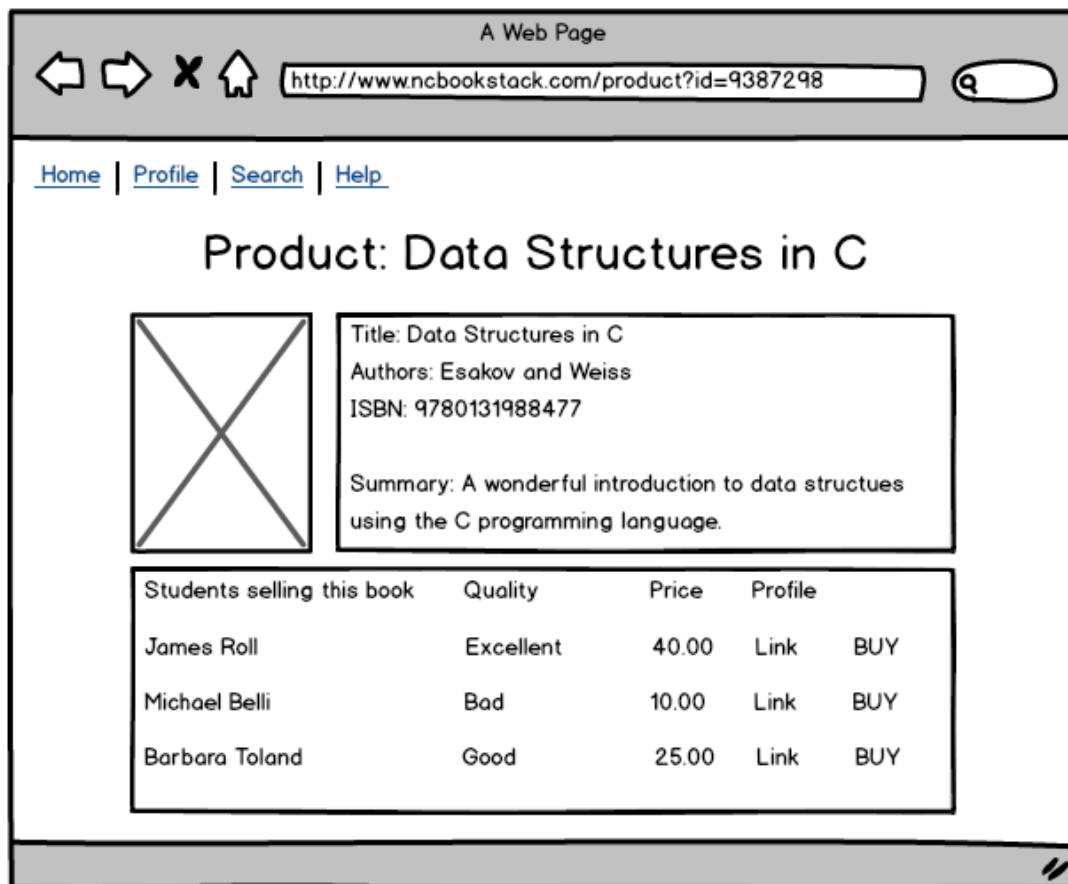 A Web Page
http://www.ncbookstack.com/product?id=9387298
Home | Profile | Search | Help
Product: Data Structures in C
Title: Data Structures in C
Authors: Esakov and Weiss
ISBN: 9780131988477
Summary: A wonderful introduction to data structues
using the C programming language.
Students selling this book Quality Price Profile
James Roll Excellent 40.00 Link BUY
Michael Belli Bad 10.00 Link BUY
Barbara Toland Good 25.00 Link BUY